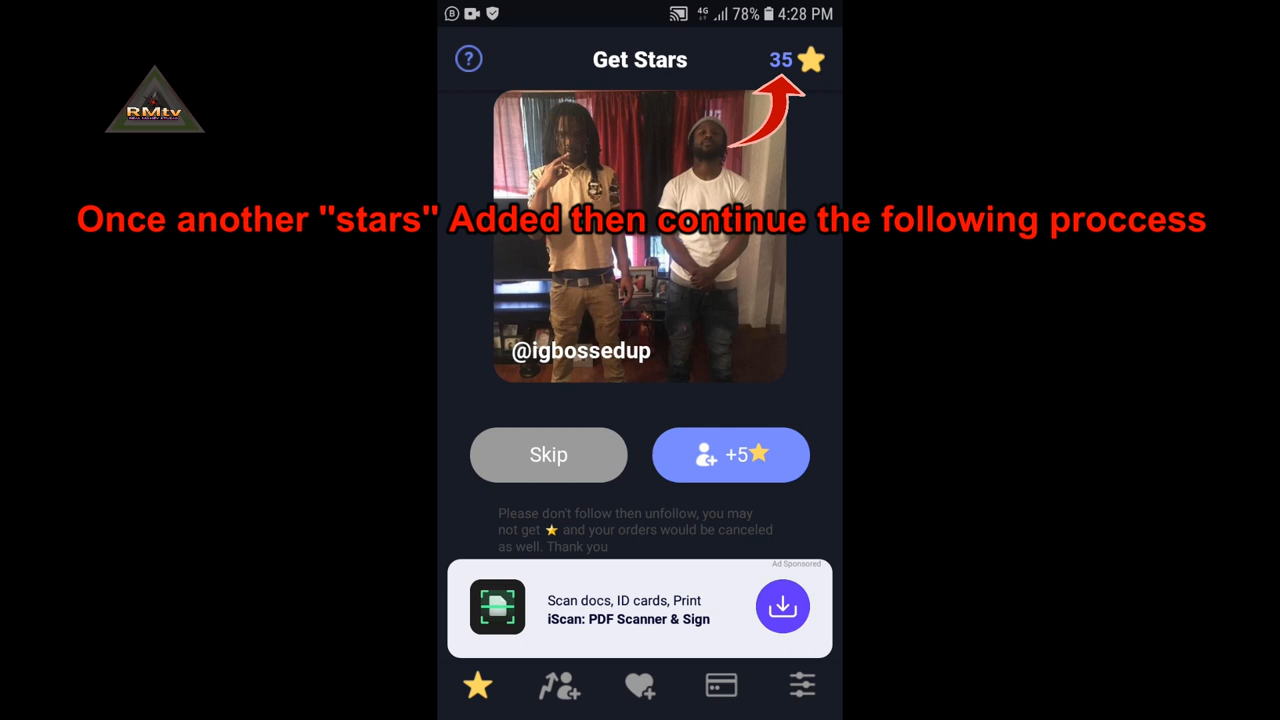 78% 4:28 PM
Get Stars
35
RMtv
Once another "stars" Added then continue the following proccess
@igbossedup
Skip
+5
Please don't follow then unfollow, you may
not get and your orders would be canceled
as well. Thank you
Ad Sponsored
Scan docs, ID cards, Print
iScan: PDF Scanner & Sign